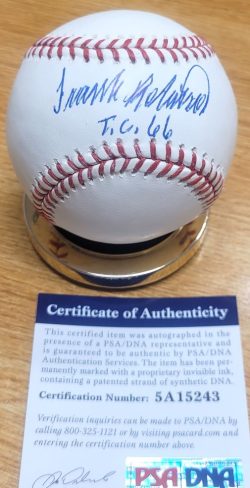 Frank Robinson
T.C. 66
Certificate of Authenticity
This certified item was autographed in the
presence of a PSA/DNA representative and
is guaranteed to be authentic by PSA/DNA
Authentication Services. The item has been perma-
nently marked with a proprietary invisible ink,
containing a patented strand of synthetic DNA.
Certification Number: 5A15243
Verification inquiries can be made to PSA/DNA by
calling 800-325-1121 or by visiting psacard.com and
entering the certification number above.
PSA DNA